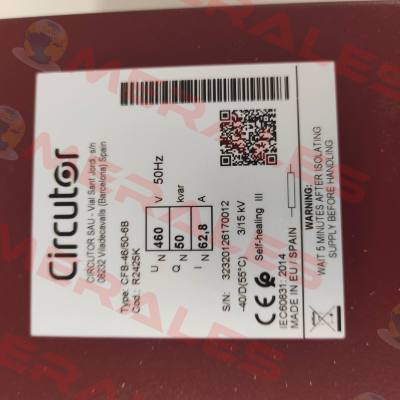 Circutor
CIRCUTOR SAU - Vial Sant Jordi, s/n
08232 Viladecavalls (Barcelona) Spain
Type: CFB-46/50-6B
Cod.: R2425K
U N 460 V 50Hz
Q N 50 kvar
I N 62,8 A
S/N: 32320126170012
-40/D(55°C) 3/15 kV
Self-healing III
IEC60831: 2014
MADE IN EU / SPAIN
WARNING:
WAIT 5 MINUTES AFTER ISOLATING
SUPPLY BEFORE HANDLING
MERALES